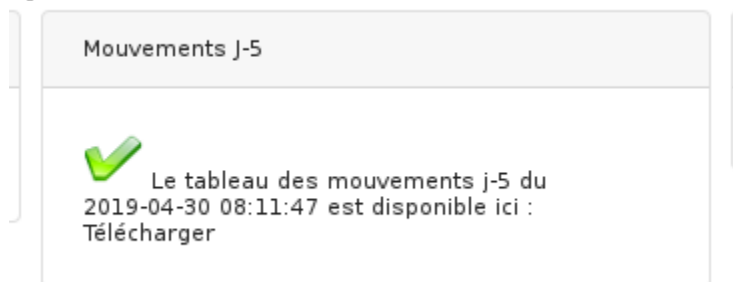 Mouvements J-5
Le tableau des mouvements j-5 du
2019-04-30 08:11:47 est disponible ici :
Télécharger